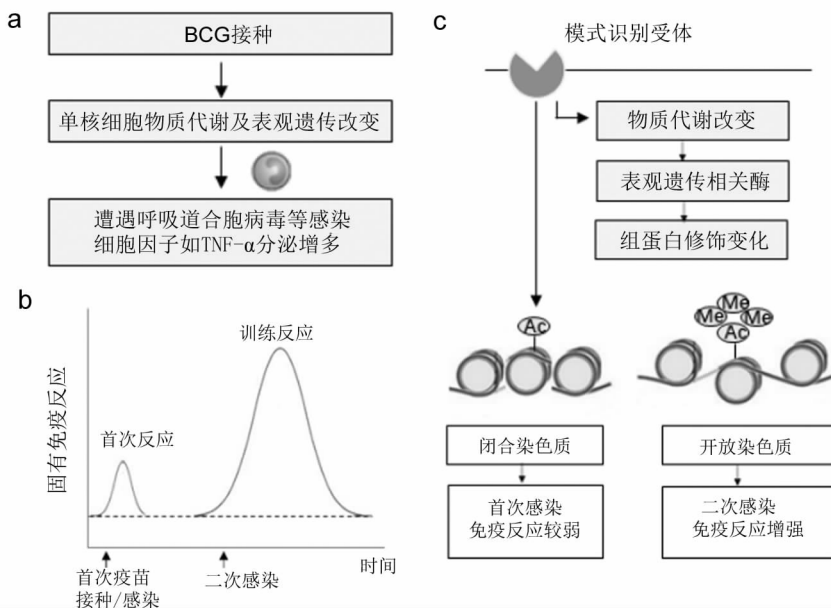 a
BCG接种
单核细胞物质代谢及表观遗传改变
遭遇呼吸道合胞病毒等感染
细胞因子如TNF-α分泌增多
b
固有免疫反应
首次反应
训练反应
首次疫苗
接种/感染
二次感染
时间
c
模式识别受体
物质代谢改变
表观遗传相关酶
组蛋白修饰变化
Ac
Me
Me
Me
Ac
闭合染色质
首次感染
免疫反应较弱
开放染色质
二次感染
免疫反应增强